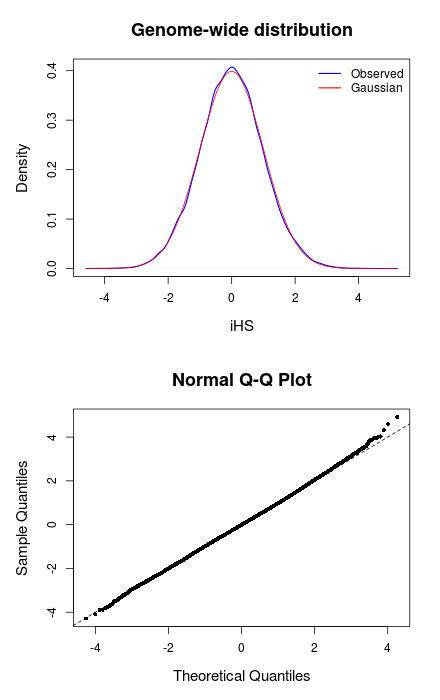 Genome-wide distribution
Observed
Gaussian
Density
0.0
0.1
0.2
0.3
0.4
-4 -2 0 2 4
iHS
Normal Q-Q Plot
Sample Quantiles
-4
-2
0
2
4
-4 -2 0 2 4
Theoretical Quantiles